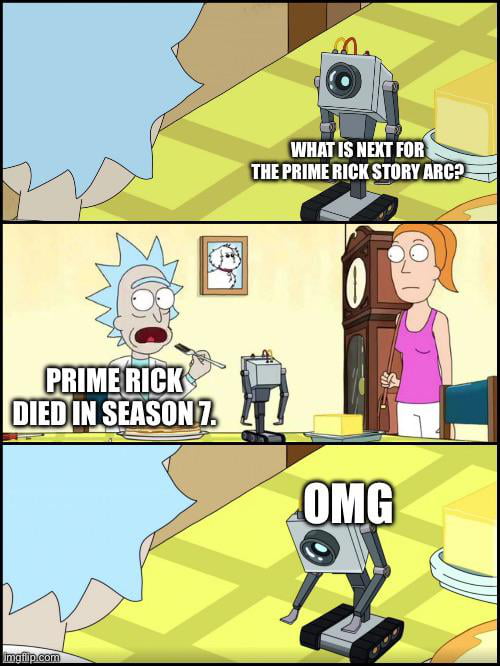 WHAT IS NEXT FOR
THE PRIME RICK STORY ARC?
PRIME RICK
DIED IN SEASON 7.
OMG
imgflip.com